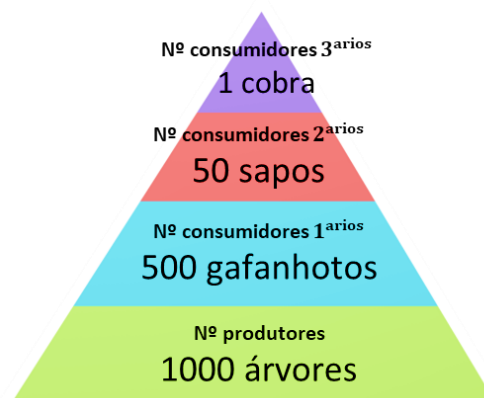 Nº consumidores 3ᵃʳⁱᵒˢ
1 cobra
Nº consumidores 2ᵃʳⁱᵒˢ
50 sapos
Nº consumidores 1ᵃʳⁱᵒˢ
500 gafanhotos
Nº produtores
1000 árvores